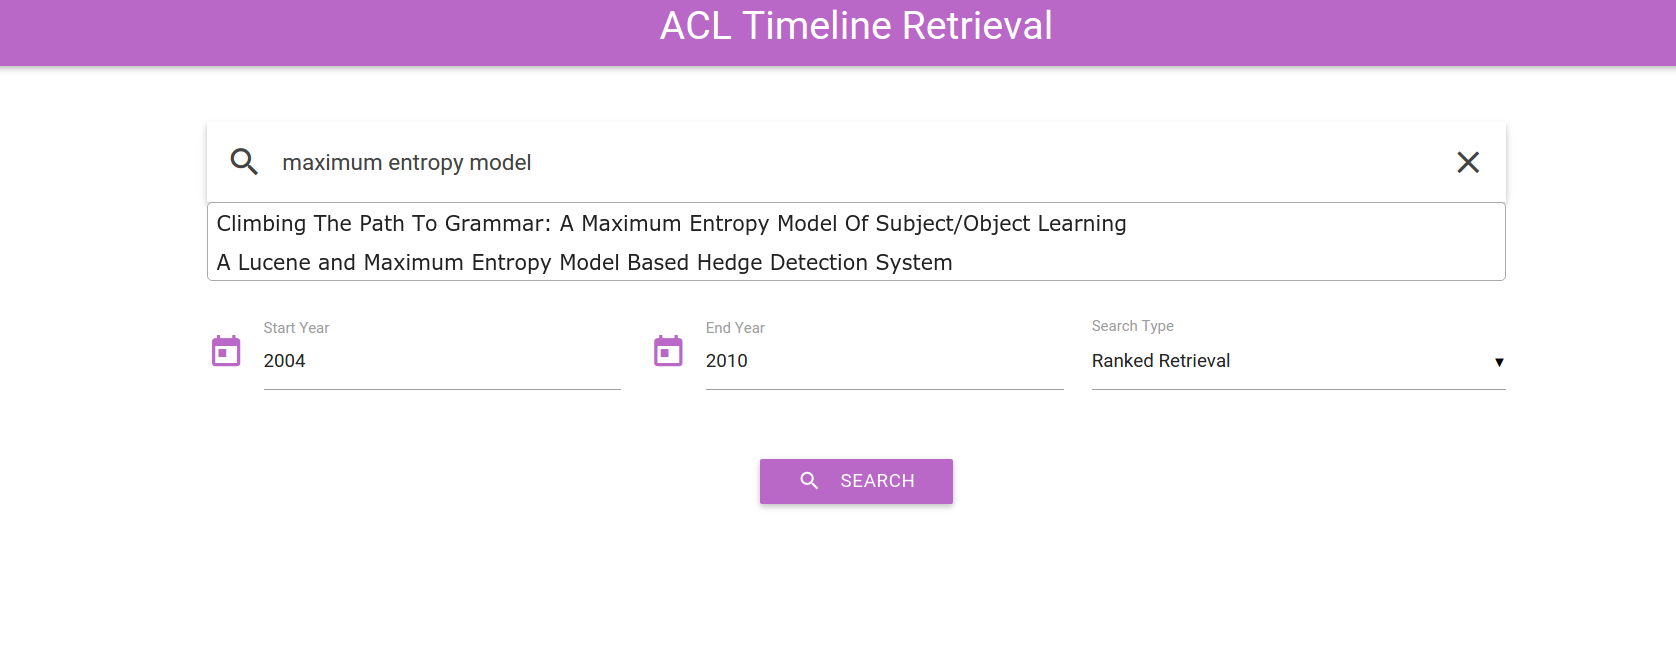 ACL Timeline Retrieval
maximum entropy model
Climbing The Path To Grammar: A Maximum Entropy Model Of Subject/Object Learning
A Lucene and Maximum Entropy Model Based Hedge Detection System
Start Year
End Year
Search Type
2004
2010
Ranked Retrieval
SEARCH